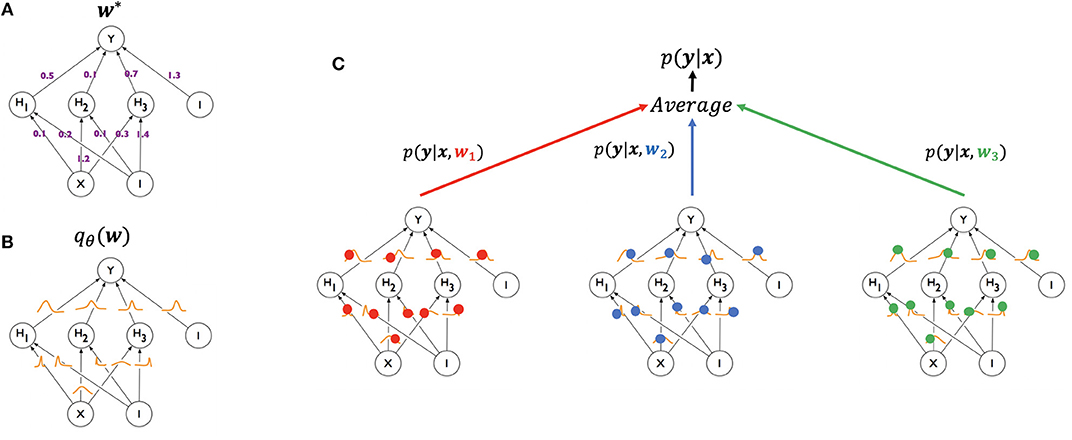 A
w*
Y
0.5
0.1
0.7
1.3
H1
H2
H3
I
0.1
0.2
0.1
0.3
1.4
1.2
X
I
B
qθ(w)
Y
H1
H2
H3
I
X
I
C
p(y|x)
Average
p(y|x, w1)
p(y|x, w2)
p(y|x, w3)
Y
H1
H2
H3
I
X
I
Y
H1
H2
H3
I
X
I
Y
H1
H2
H3
I
X
I